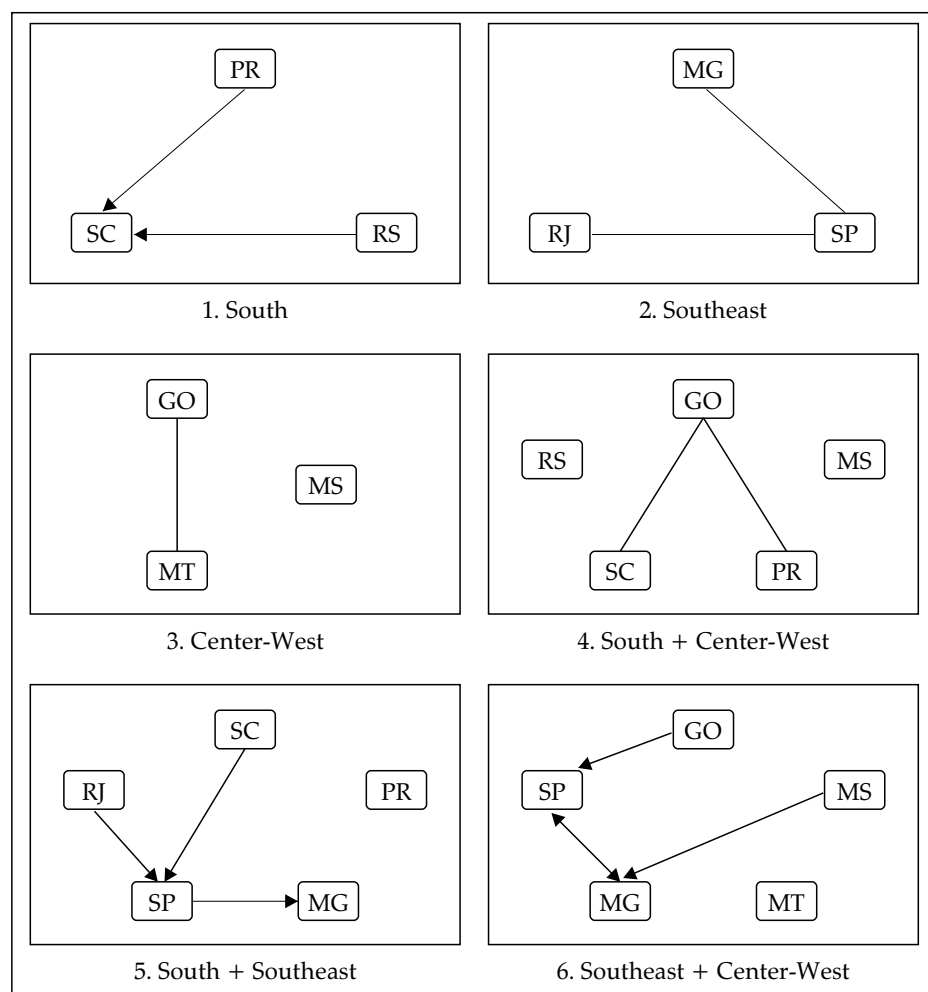 PR
SC
RS
1. South
MG
RJ
SP
2. Southeast
GO
MS
MT
3. Center-West
GO
RS
MS
SC
PR
4. South + Center-West
SC
RJ
PR
SP
MG
5. South + Southeast
GO
SP
MS
MG
MT
6. Southeast + Center-West